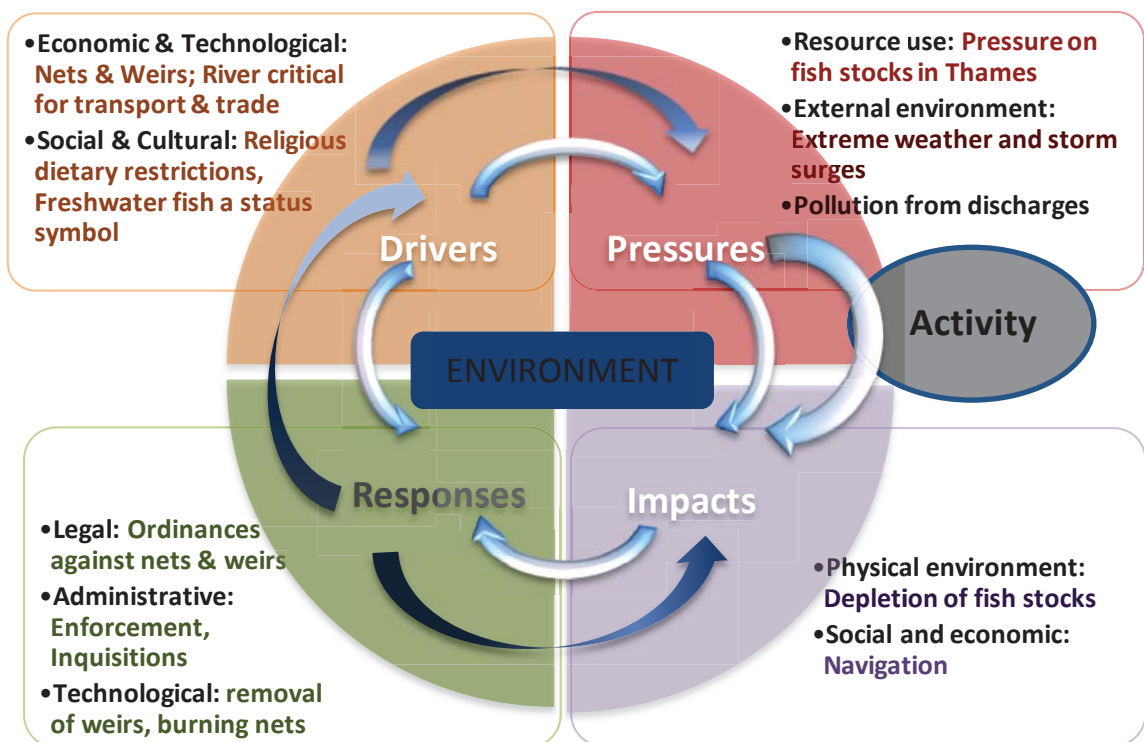 •Economic & Technological:
Nets & Weirs; River critical
for transport & trade
•Social & Cultural: Religious
dietary restrictions,
Freshwater fish a status
symbol
•Resource use: Pressure on
fish stocks in Thames
•External environment:
Extreme weather and storm
surges
•Pollution from discharges
Drivers
Pressures
Activity
ENVIRONMENT
Responses
Impacts
•Legal: Ordinances
against nets & weirs
•Administrative:
Enforcement,
Inquisitions
•Technological: removal
of weirs, burning nets
•Physical environment:
Depletion of fish stocks
•Social and economic:
Navigation